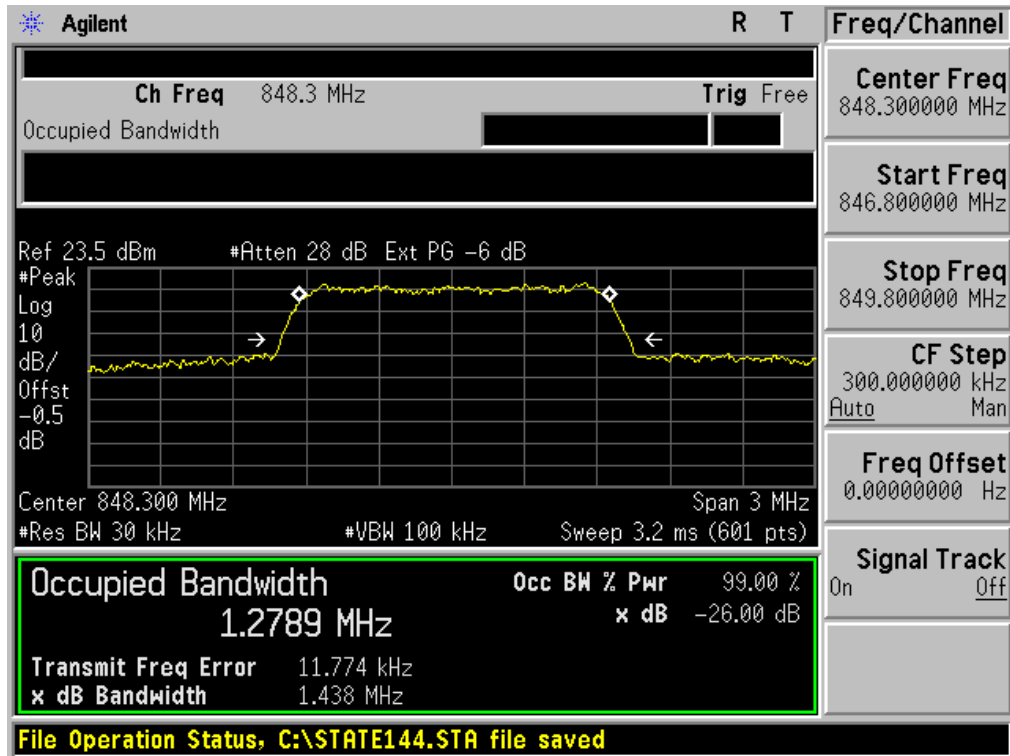 Agilent R T
Freq/Channel
Ch Freq 848.3 MHz Trig Free
Occupied Bandwidth
Center Freq
848.300000 MHz
Start Freq
846.800000 MHz
Stop Freq
849.800000 MHz
CF Step
300.000000 kHz
Auto Man
Freq Offset
0.00000000 Hz
Signal Track
On Off
Ref 23.5 dBm #Atten 28 dB Ext PG -6 dB
#Peak
Log
10
dB/
Offst
-0.5
dB
Center 848.300 MHz Span 3 MHz
#Res BW 30 kHz #VBW 100 kHz Sweep 3.2 ms (601 pts)
Occupied Bandwidth Occ BW % Pwr 99.00 %
1.2789 MHz x dB -26.00 dB
Transmit Freq Error 11.774 kHz
x dB Bandwidth 1.438 MHz
File Operation Status, C:\STATE144.STA file saved